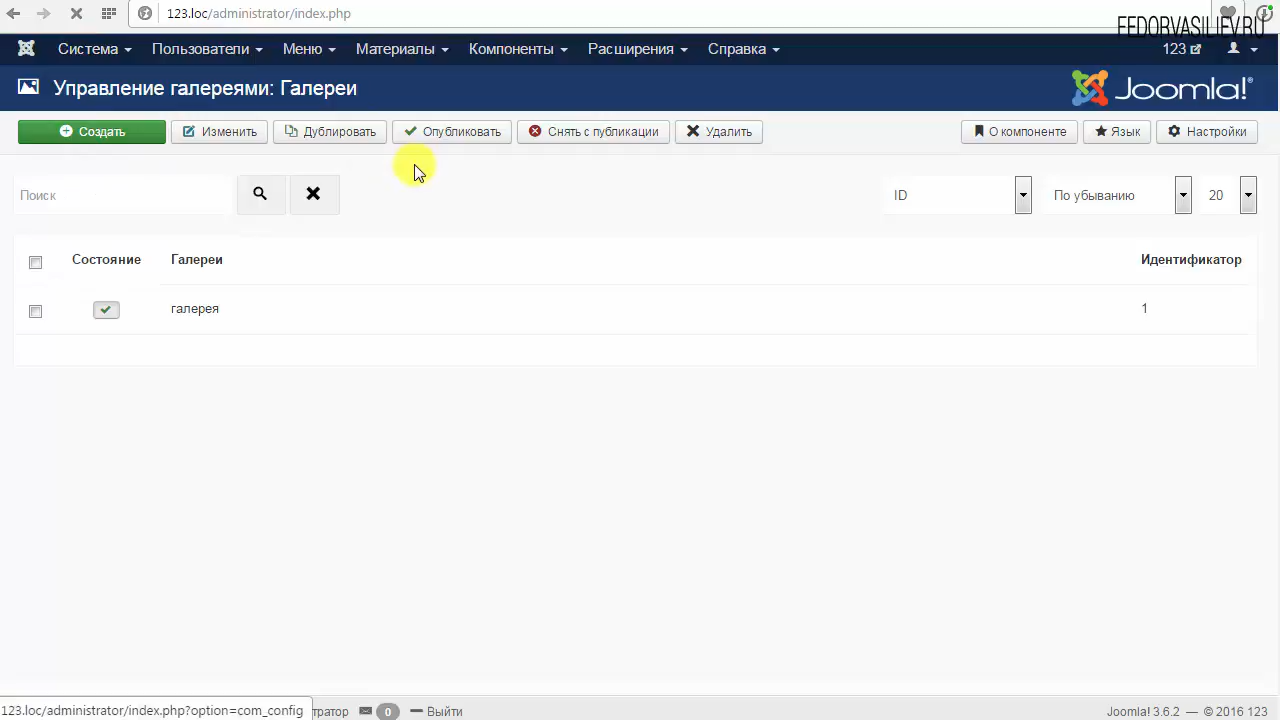 123.loc/administrator/index.php
FEDORVASILIEV.RU
Система Пользователи Меню Материалы Компоненты Расширения Справка 123
Управление галереями: Галереи
Joomla!®
Создать Изменить Дублировать Опубликовать Снять с публикации Удалить О компоненте Язык Настройки
Поиск ID По убыванию 20
Состояние Галереи Идентификатор
галерея 1
123.loc/administrator/index.php?option=com_config тратор 0 Выйти Joomla! 3.6.2 — © 2016 123